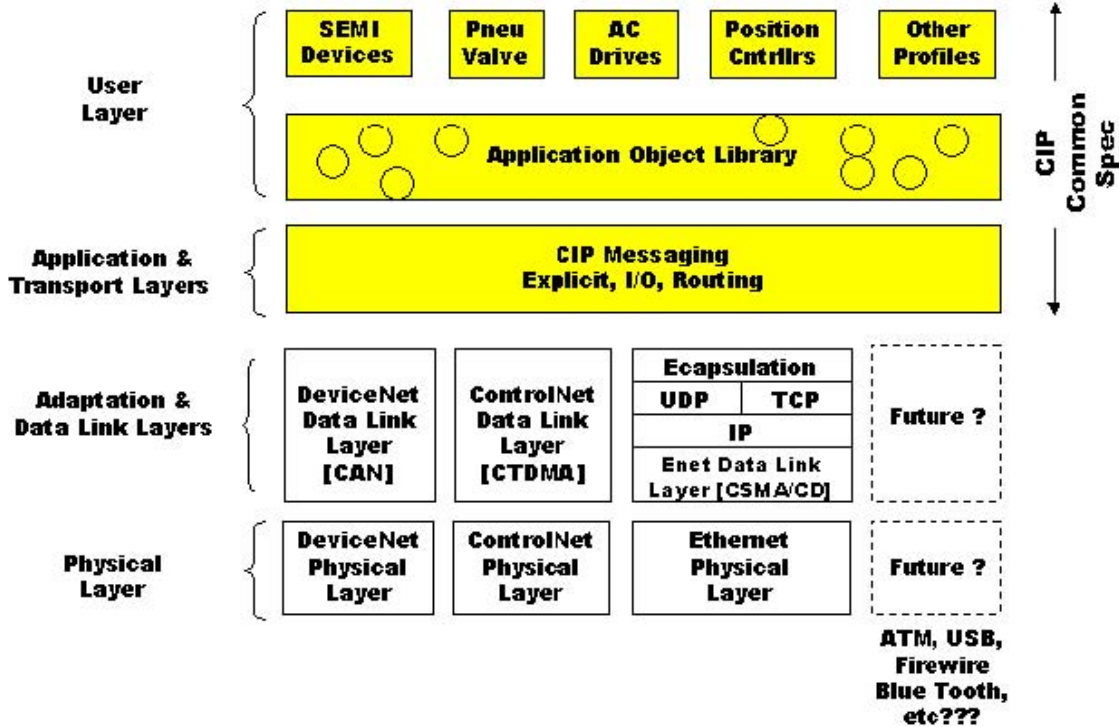 User
Layer
SEMI
Devices
Pneu
Valve
AC
Drives
Position
Cntrllrs
Other
Profiles
Application Object Library
CIP
Common
Spec
Application &
Transport Layers
CIP Messaging
Explicit, I/O, Routing
Adaptation &
Data Link Layers
DeviceNet
Data Link
Layer
[CAN]
ControlNet
Data Link
Layer
[CTDMA]
Ecapsulation
UDP
TCP
IP
Enet Data Link
Layer [CSMA/CD]
Future ?
Physical
Layer
DeviceNet
Physical
Layer
ControlNet
Physical
Layer
Ethernet
Physical
Layer
Future ?
ATM, USB,
Firewire
Blue Tooth,
etc???